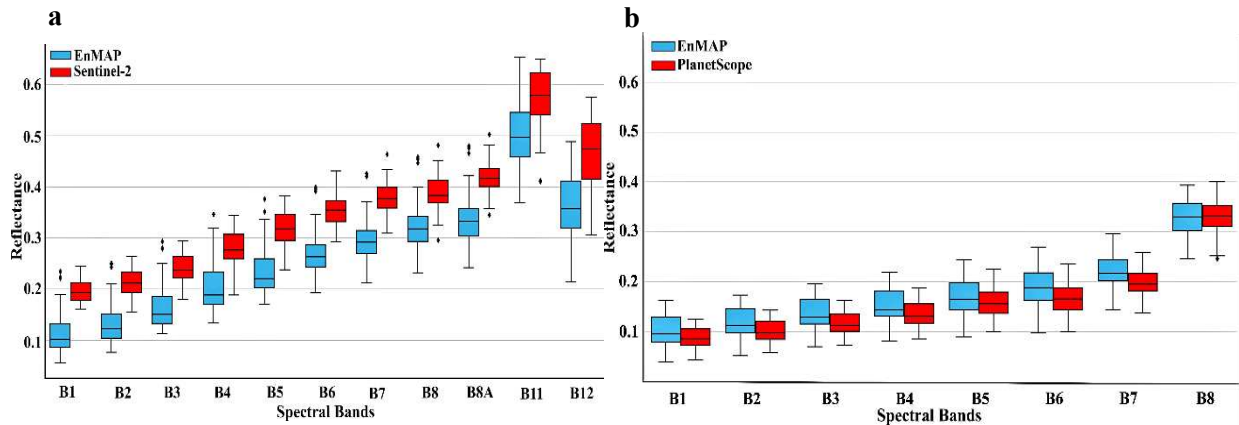 a
EnMAP
Sentinel-2
0.6
0.5
0.4
0.3
0.2
0.1
Reflectance
B1 B2 B3 B4 B5 B6 B7 B8 B8A B11 B12
Spectral Bands
b
EnMAP
PlanetScope
0.6
0.5
0.4
0.3
0.2
0.1
Reflectance
B1 B2 B3 B4 B5 B6 B7 B8
Spectral Bands